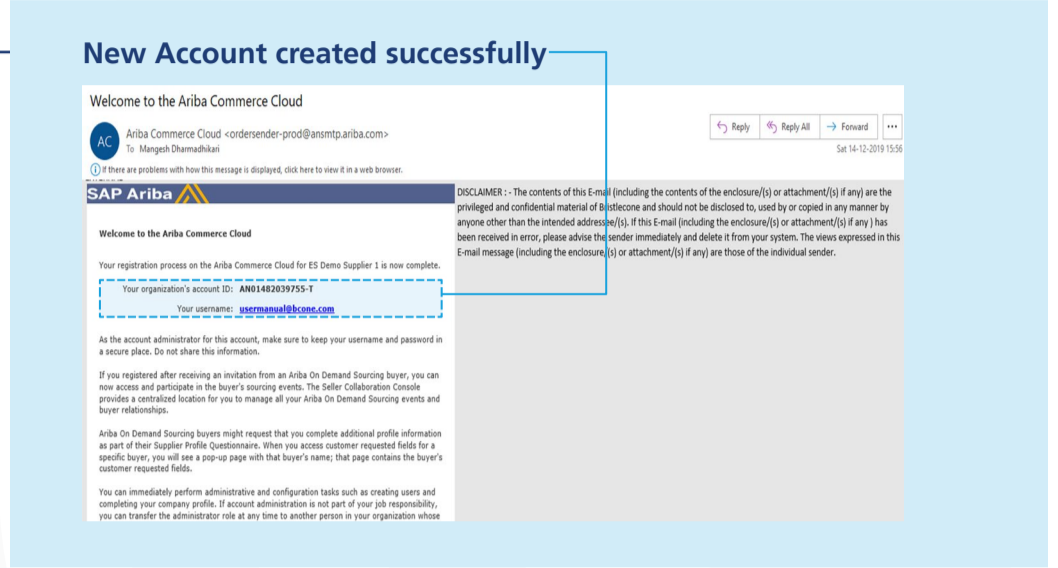 New Account created successfully
Welcome to the Ariba Commerce Cloud
AC
Ariba Commerce Cloud <ordersender-prod@ansmtp.ariba.com>
To Mangesh Dharmadhikari
Reply
Reply All
Forward
...
Sat 14-12-2019 15:56
If there are problems with how this message is displayed, click here to view it in a web browser.
SAP Ariba
Welcome to the Ariba Commerce Cloud
Your registration process on the Ariba Commerce Cloud for ES Demo Supplier 1 is now complete.
Your organization's account ID: AN01482039755-T
Your username: usermanual@bcone.com
As the account administrator for this account, make sure to keep your username and password in
a secure place. Do not share this information.
If you registered after receiving an invitation from an Ariba On Demand Sourcing buyer, you can
now access and participate in the buyer's sourcing events. The Seller Collaboration Console
provides a centralized location for you to manage all your Ariba On Demand Sourcing events and
buyer relationships.
Ariba On Demand Sourcing buyers might request that you complete additional profile information
as part of their Supplier Profile Questionnaire. When you access customer requested fields for a
specific buyer, you will see a pop-up page with that buyer's name; that page contains the buyer's
customer requested fields.
You can immediately perform administrative and configuration tasks such as creating users and
completing your company profile. If account administration is not part of your job responsibility,
you can transfer the administrator role at any time to another person in your organization whose
DISCLAIMER : - The contents of this E-mail (including the contents of the enclosure/(s) or attachment/(s) if any) are the
privileged and confidential material of Bristlecone and should not be disclosed to, used by or copied in any manner by
anyone other than the intended addressee/(s). If this E-mail (including the enclosure/(s) or attachment/(s) if any ) has
been received in error, please advise the sender immediately and delete it from your system. The views expressed in this
E-mail message (including the enclosure/(s) or attachment/(s) if any) are those of the individual sender.